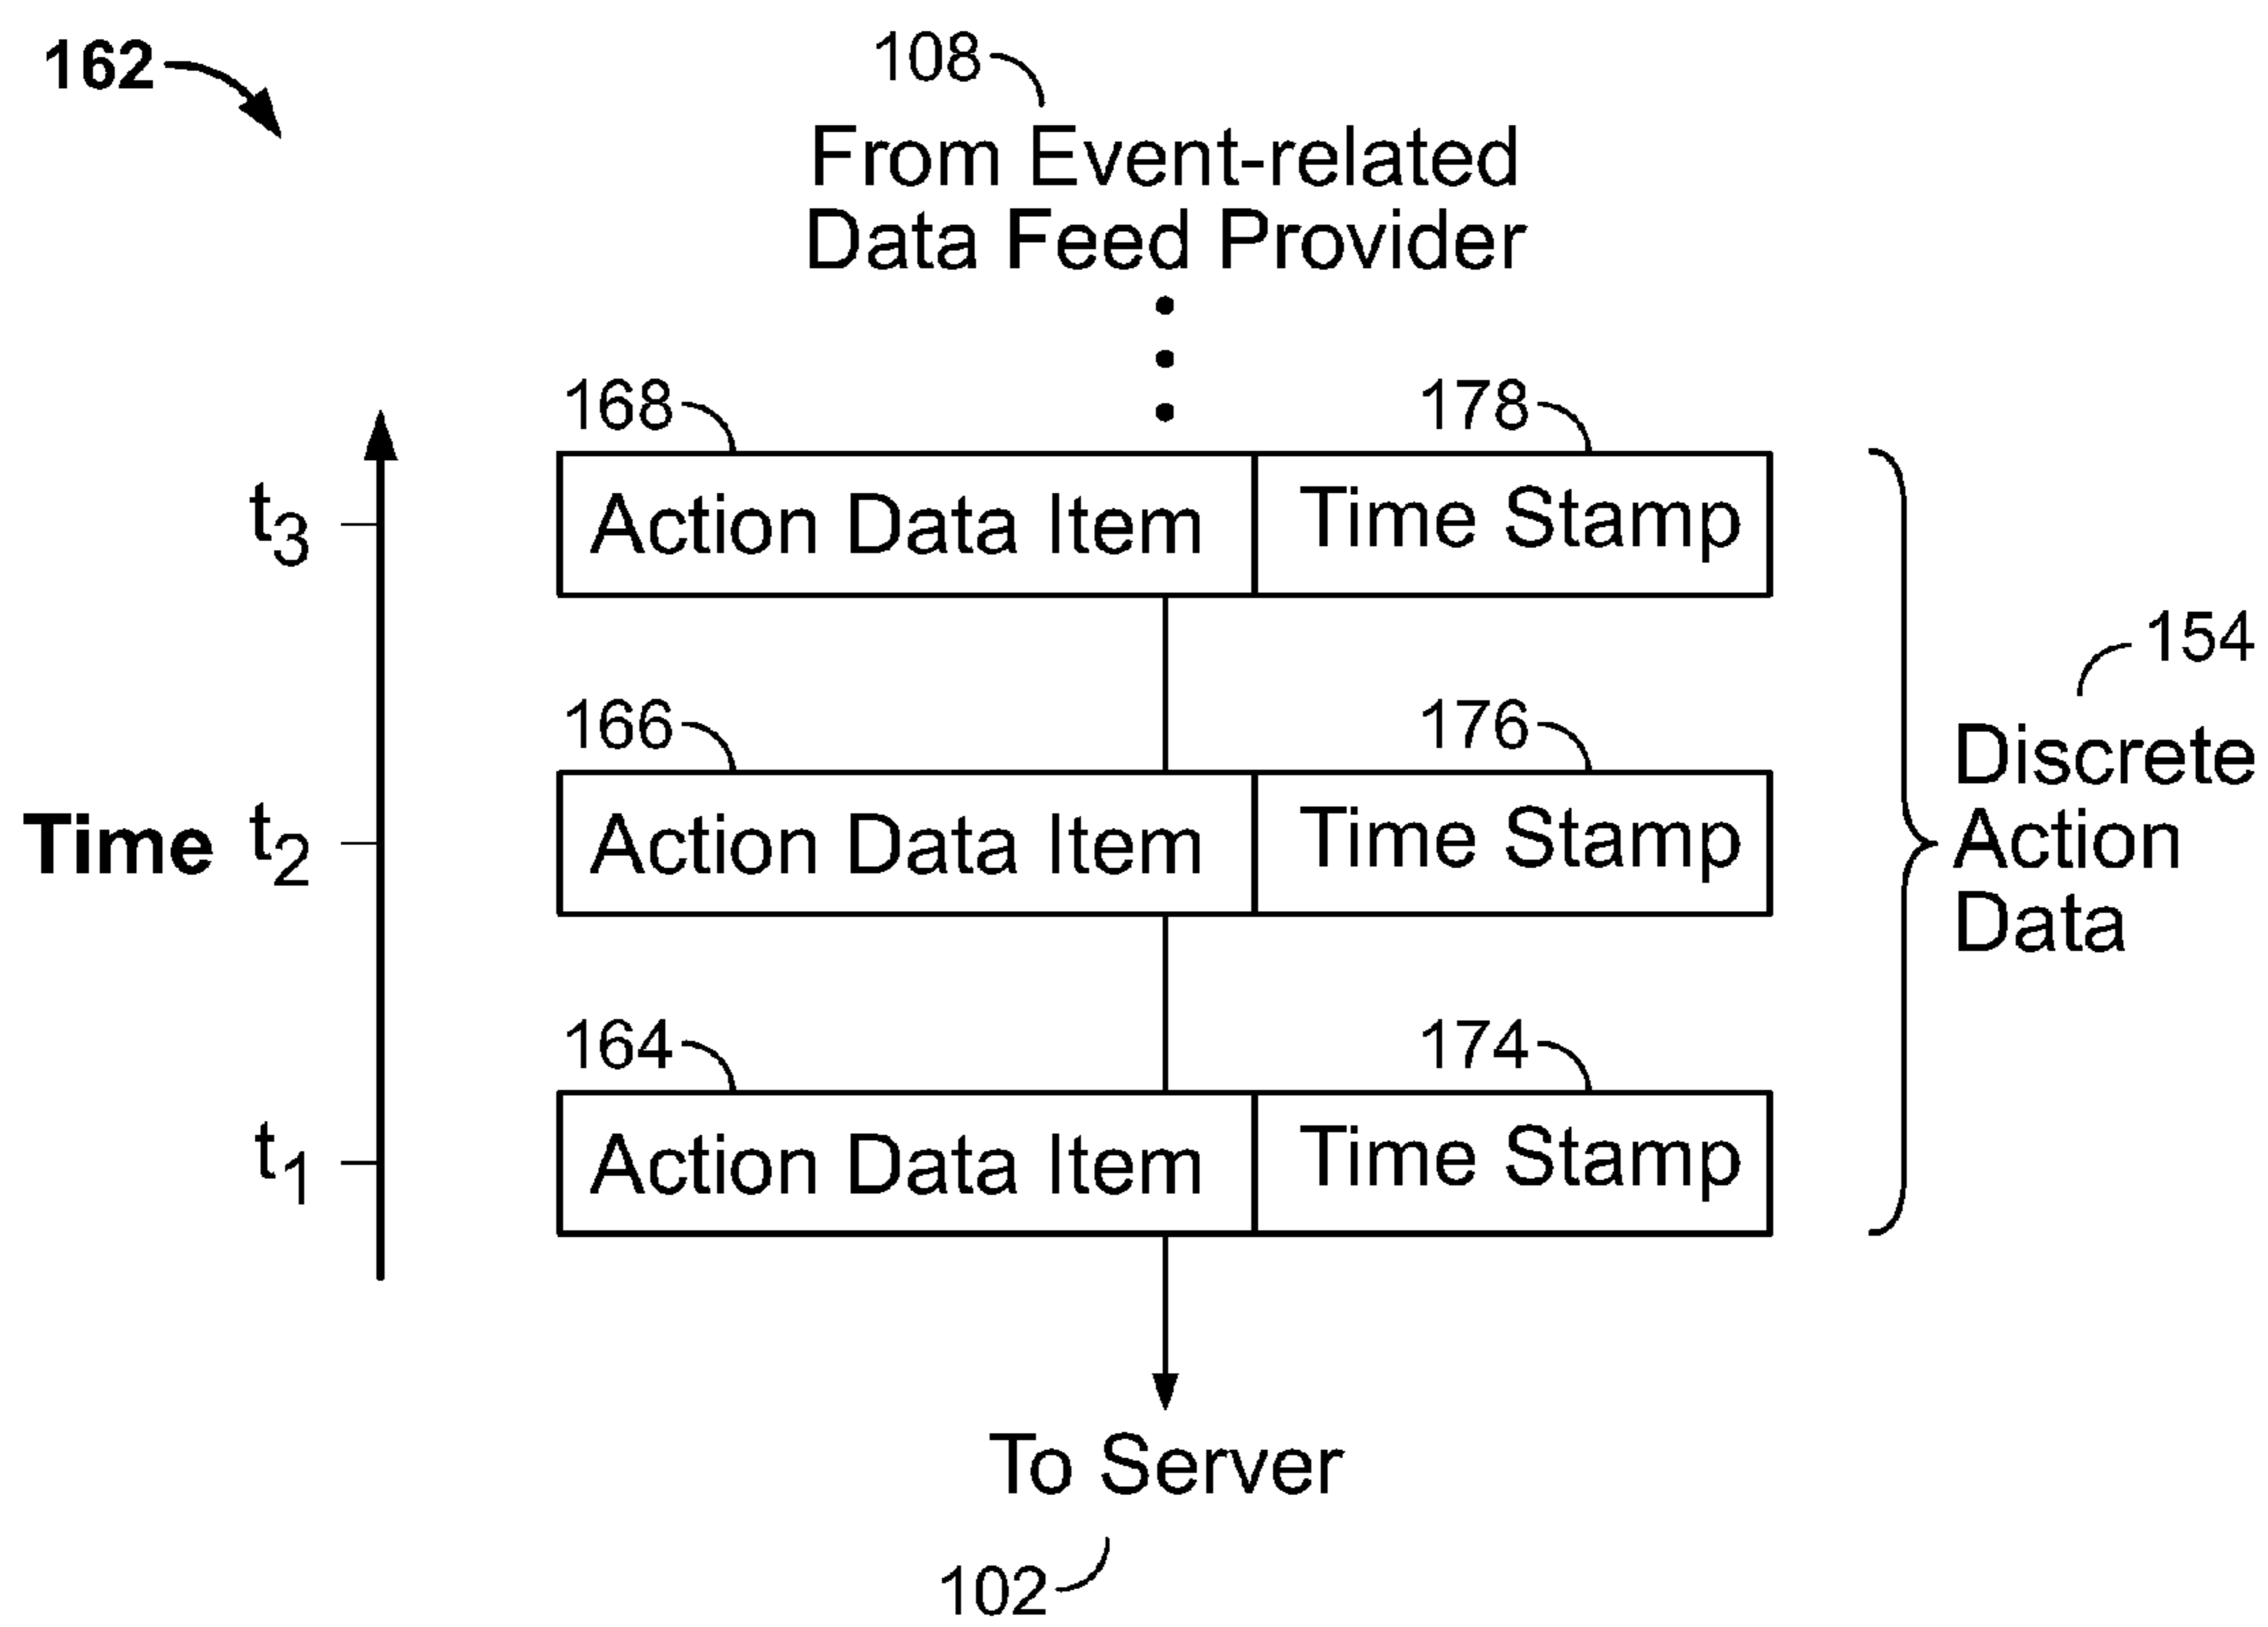 162
108
From Event-related
Data Feed Provider
168
178
t3
Action Data Item
Time Stamp
154
166
176
Time
t2
Action Data Item
Time Stamp
Discrete
Action
Data
164
174
t1
Action Data Item
Time Stamp
To Server
102